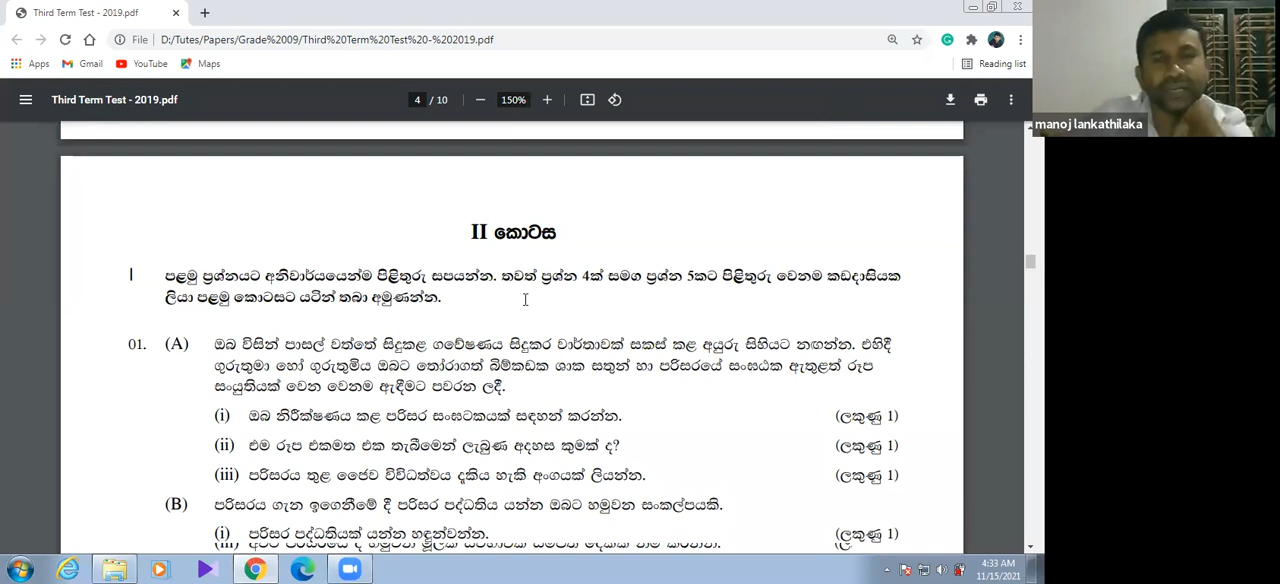 Third Term Test - 2019.pdf
File | D:/Tutes/Papers/Grade%2009/Third%20Term%20Test%20-%202019.pdf
Apps Gmail YouTube Maps Reading list
Third Term Test - 2019.pdf 4 / 10 150%
manoj lankathilaka
II කොටස
පළමු ප්‍රශ්නයට අනිවාර්යයෙන්ම පිළිතුරු සපයන්න. තවත් ප්‍රශ්න 4ක් සමග ප්‍රශ්න 5කට පිළිතුරු වෙනම කඩදාසියක
ලියා පළමු කොටසට යටින් තබා අමුණන්න.
01. (A) ඔබ විසින් පාසල් වත්තේ සිදුකළ ගවේෂණය සිදුකර වාර්තාවක් සකස් කළ අයුරු සිහියට නඟන්න. එහිදී
ගුරුතුමා හෝ ගුරුතුමිය ඔබට තෝරාගත් බිම්කඩක ශාක සතුන් හා පරිසරයේ සංඝඨක ඇතුළත් රූප
සංයුතියක් වෙන වෙනම ඇඳීමට පවරන ලදී.
(i) ඔබ නිරීක්ෂණය කළ පරිසර සංඝටකයක් සඳහන් කරන්න. (ලකුණු 1)
(ii) එම රූප එකමත එක තැබීමෙන් ලැබුණ අදහස කුමක් ද? (ලකුණු 1)
(iii) පරිසරය තුළ ජෛව විවිධත්වය දැකිය හැකි අංගයක් ලියන්න. (ලකුණු 1)
(B) පරිසරය ගැන ඉගෙනීමේ දී පරිසර පද්ධතිය යන්න ඔබට හමුවන සංකල්පයකි.
(i) පරිසර පද්ධතියක් යන්න හඳුන්වන්න. (ලකුණු 1)
4:33 AM
11/15/2021